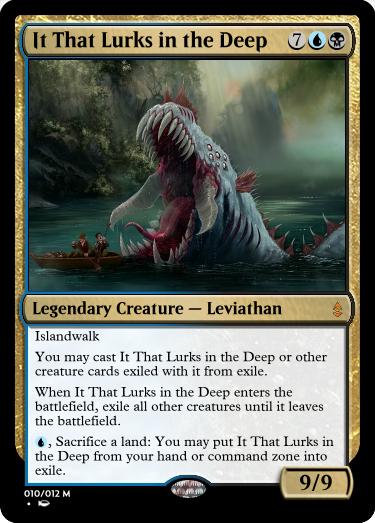 It That Lurks in the Deep 7
Legendary Creature — Leviathan
Islandwalk
You may cast It That Lurks in the Deep or other
creature cards exiled with it from exile.
When It That Lurks in the Deep enters the
battlefield, exile all other creatures until it leaves
the battlefield.
, Sacrifice a land: You may put It That Lurks in
the Deep from your hand or command zone into
exile.
9/9
010/012 M